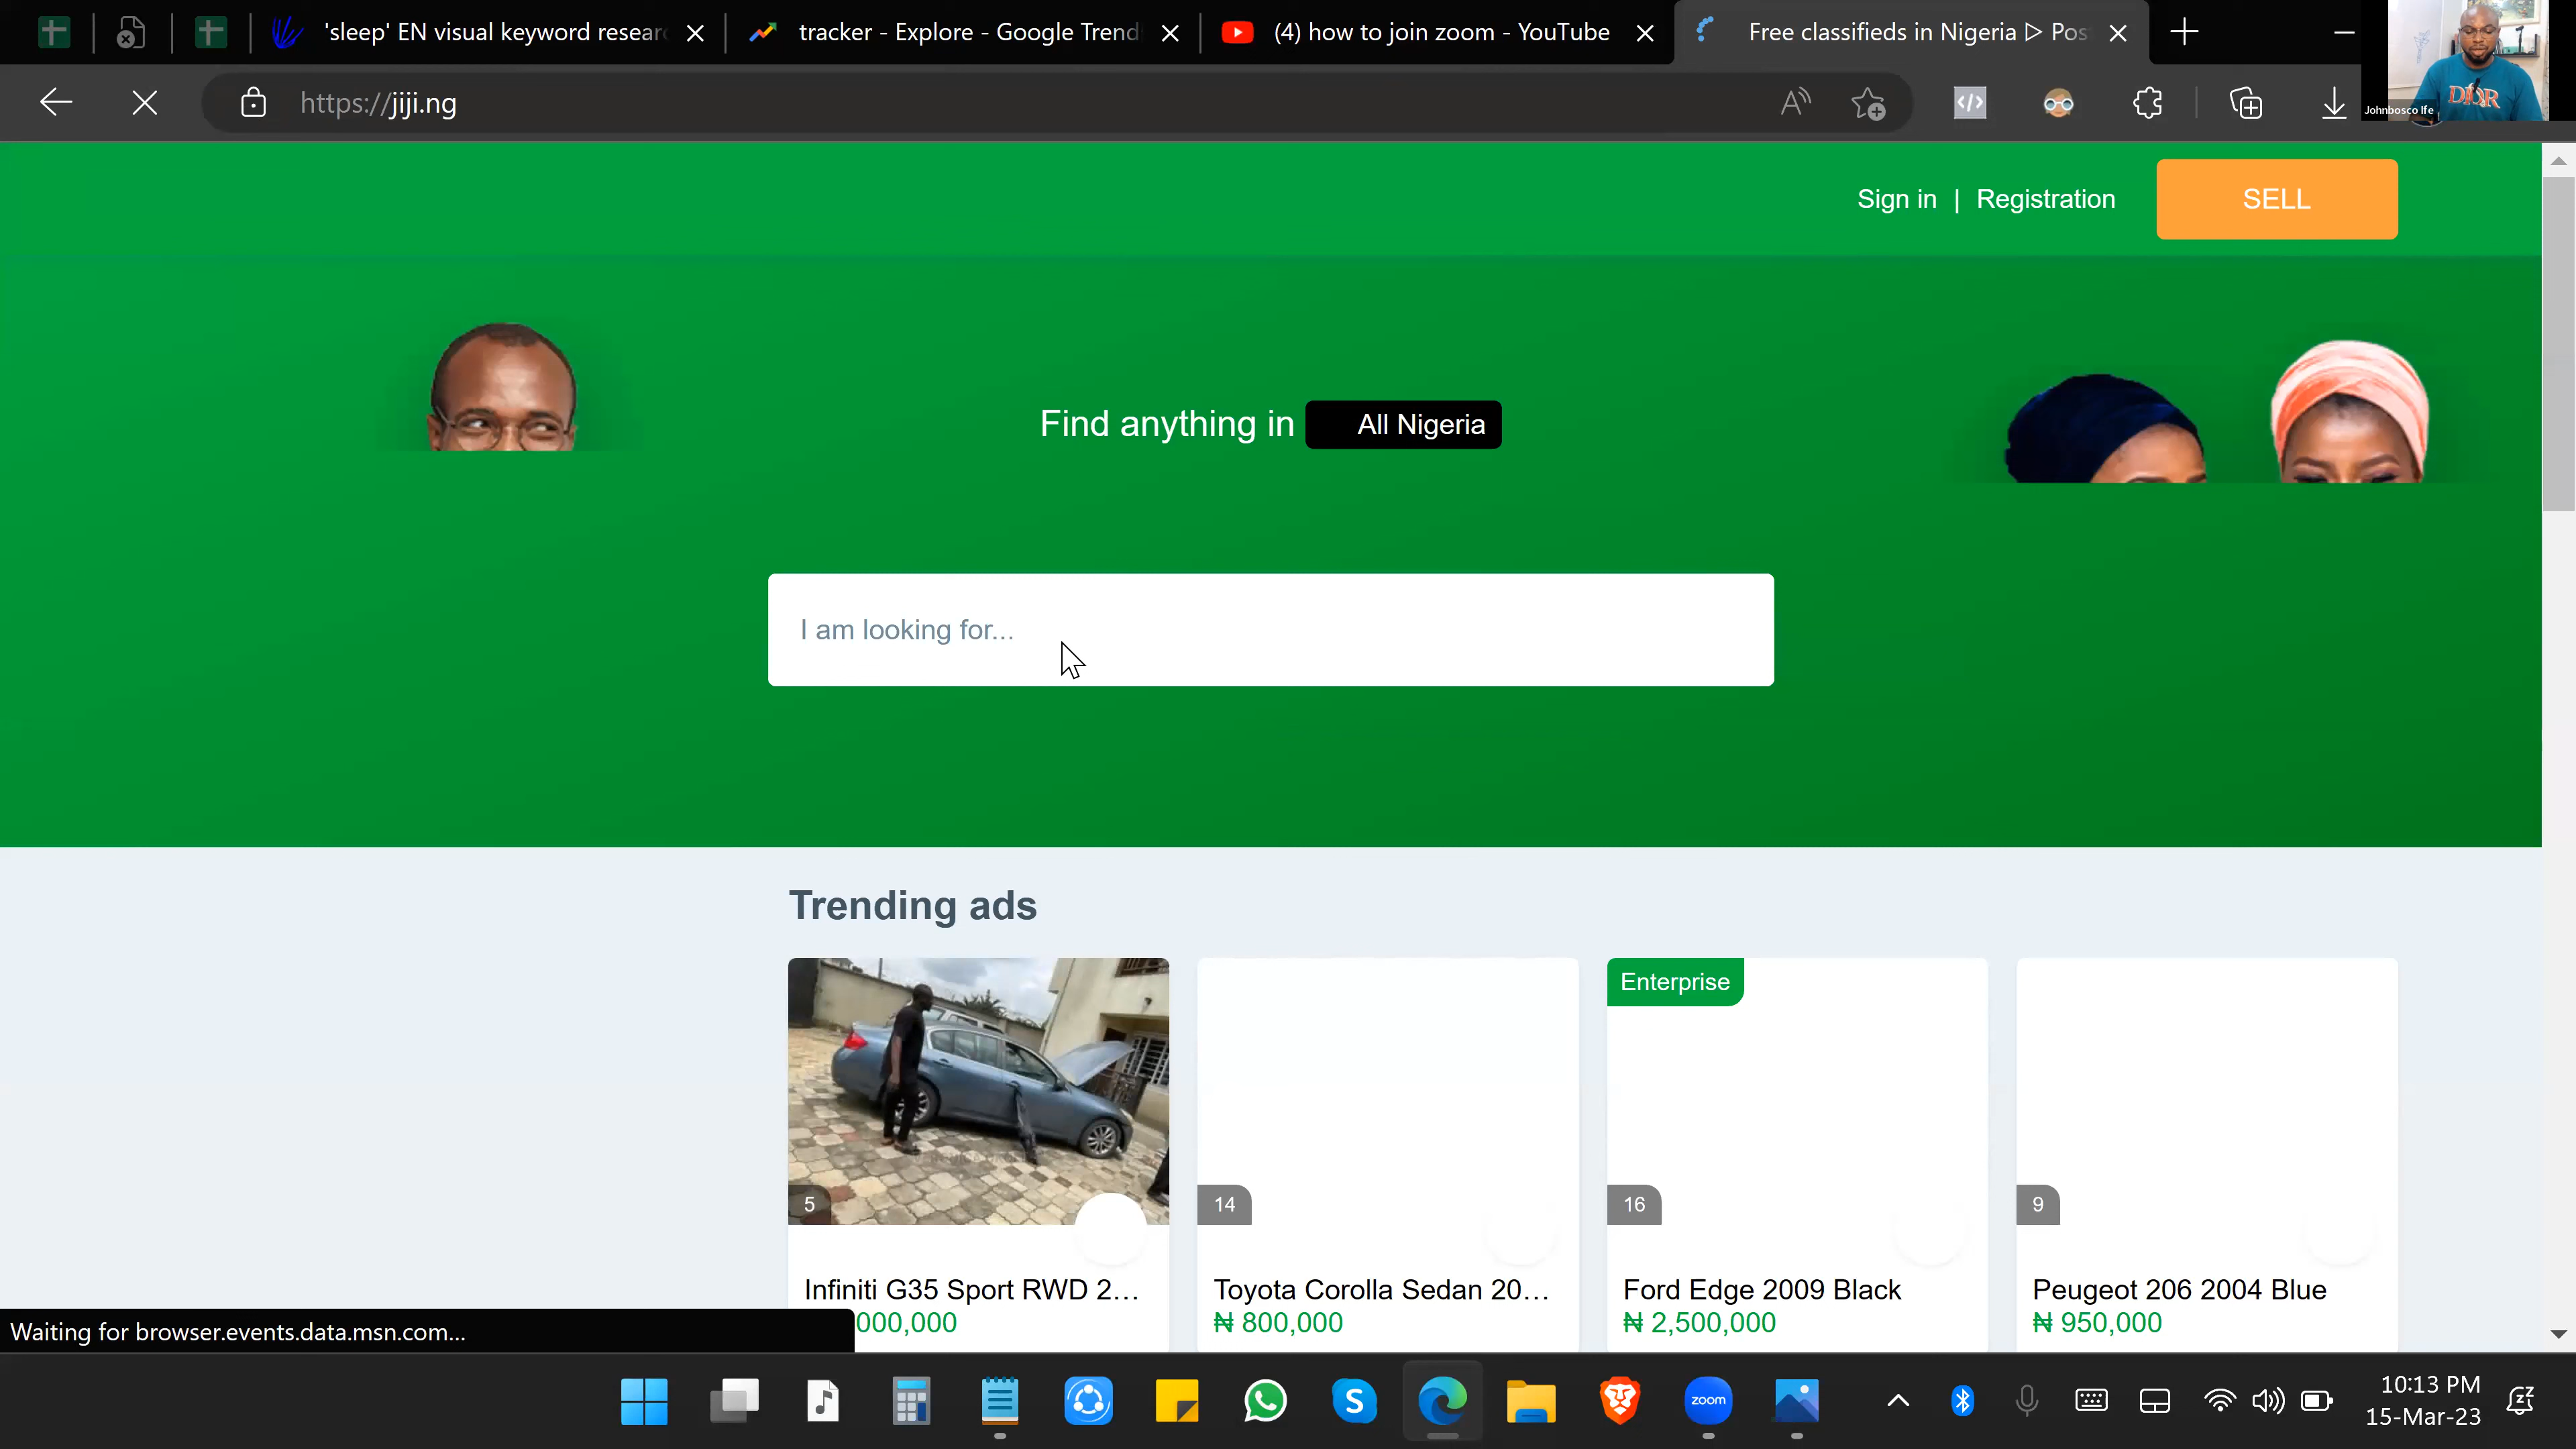 'sleep' EN visual keyword researc
tracker - Explore - Google Trend
(4) how to join zoom - YouTube
Free classifieds in Nigeria ▷ Pos
https://jiji.ng
Johnbosco Ife
DIOR
Sign in | Registration
SELL
Find anything in All Nigeria
I am looking for...
Trending ads
Enterprise
5
14
16
9
Infiniti G35 Sport RWD 2...
Toyota Corolla Sedan 20...
Ford Edge 2009 Black
Peugeot 206 2004 Blue
000,000
₦ 800,000
₦ 2,500,000
₦ 950,000
Waiting for browser.events.data.msn.com...
zoom
10:13 PM
15-Mar-23